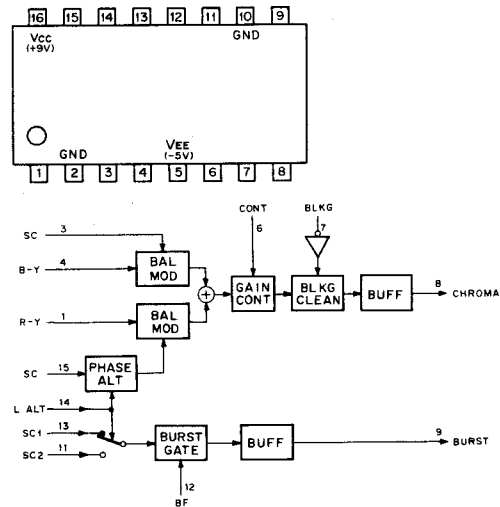 16 15 14 13 12 11 10 9
VCC GND
(+9V)
GND VEE
(-5V)
1 2 3 4 5 6 7 8
CONT BLKG
SC 3 6 7
B-Y 4 BAL MOD
GAIN CONT BLKG CLEAN BUFF 8 CHROMA
R-Y 1 BAL MOD
SC 15 PHASE ALT
L ALT 14
SC1 13
SC2 11
BURST GATE BUFF 9 BURST
12
BF